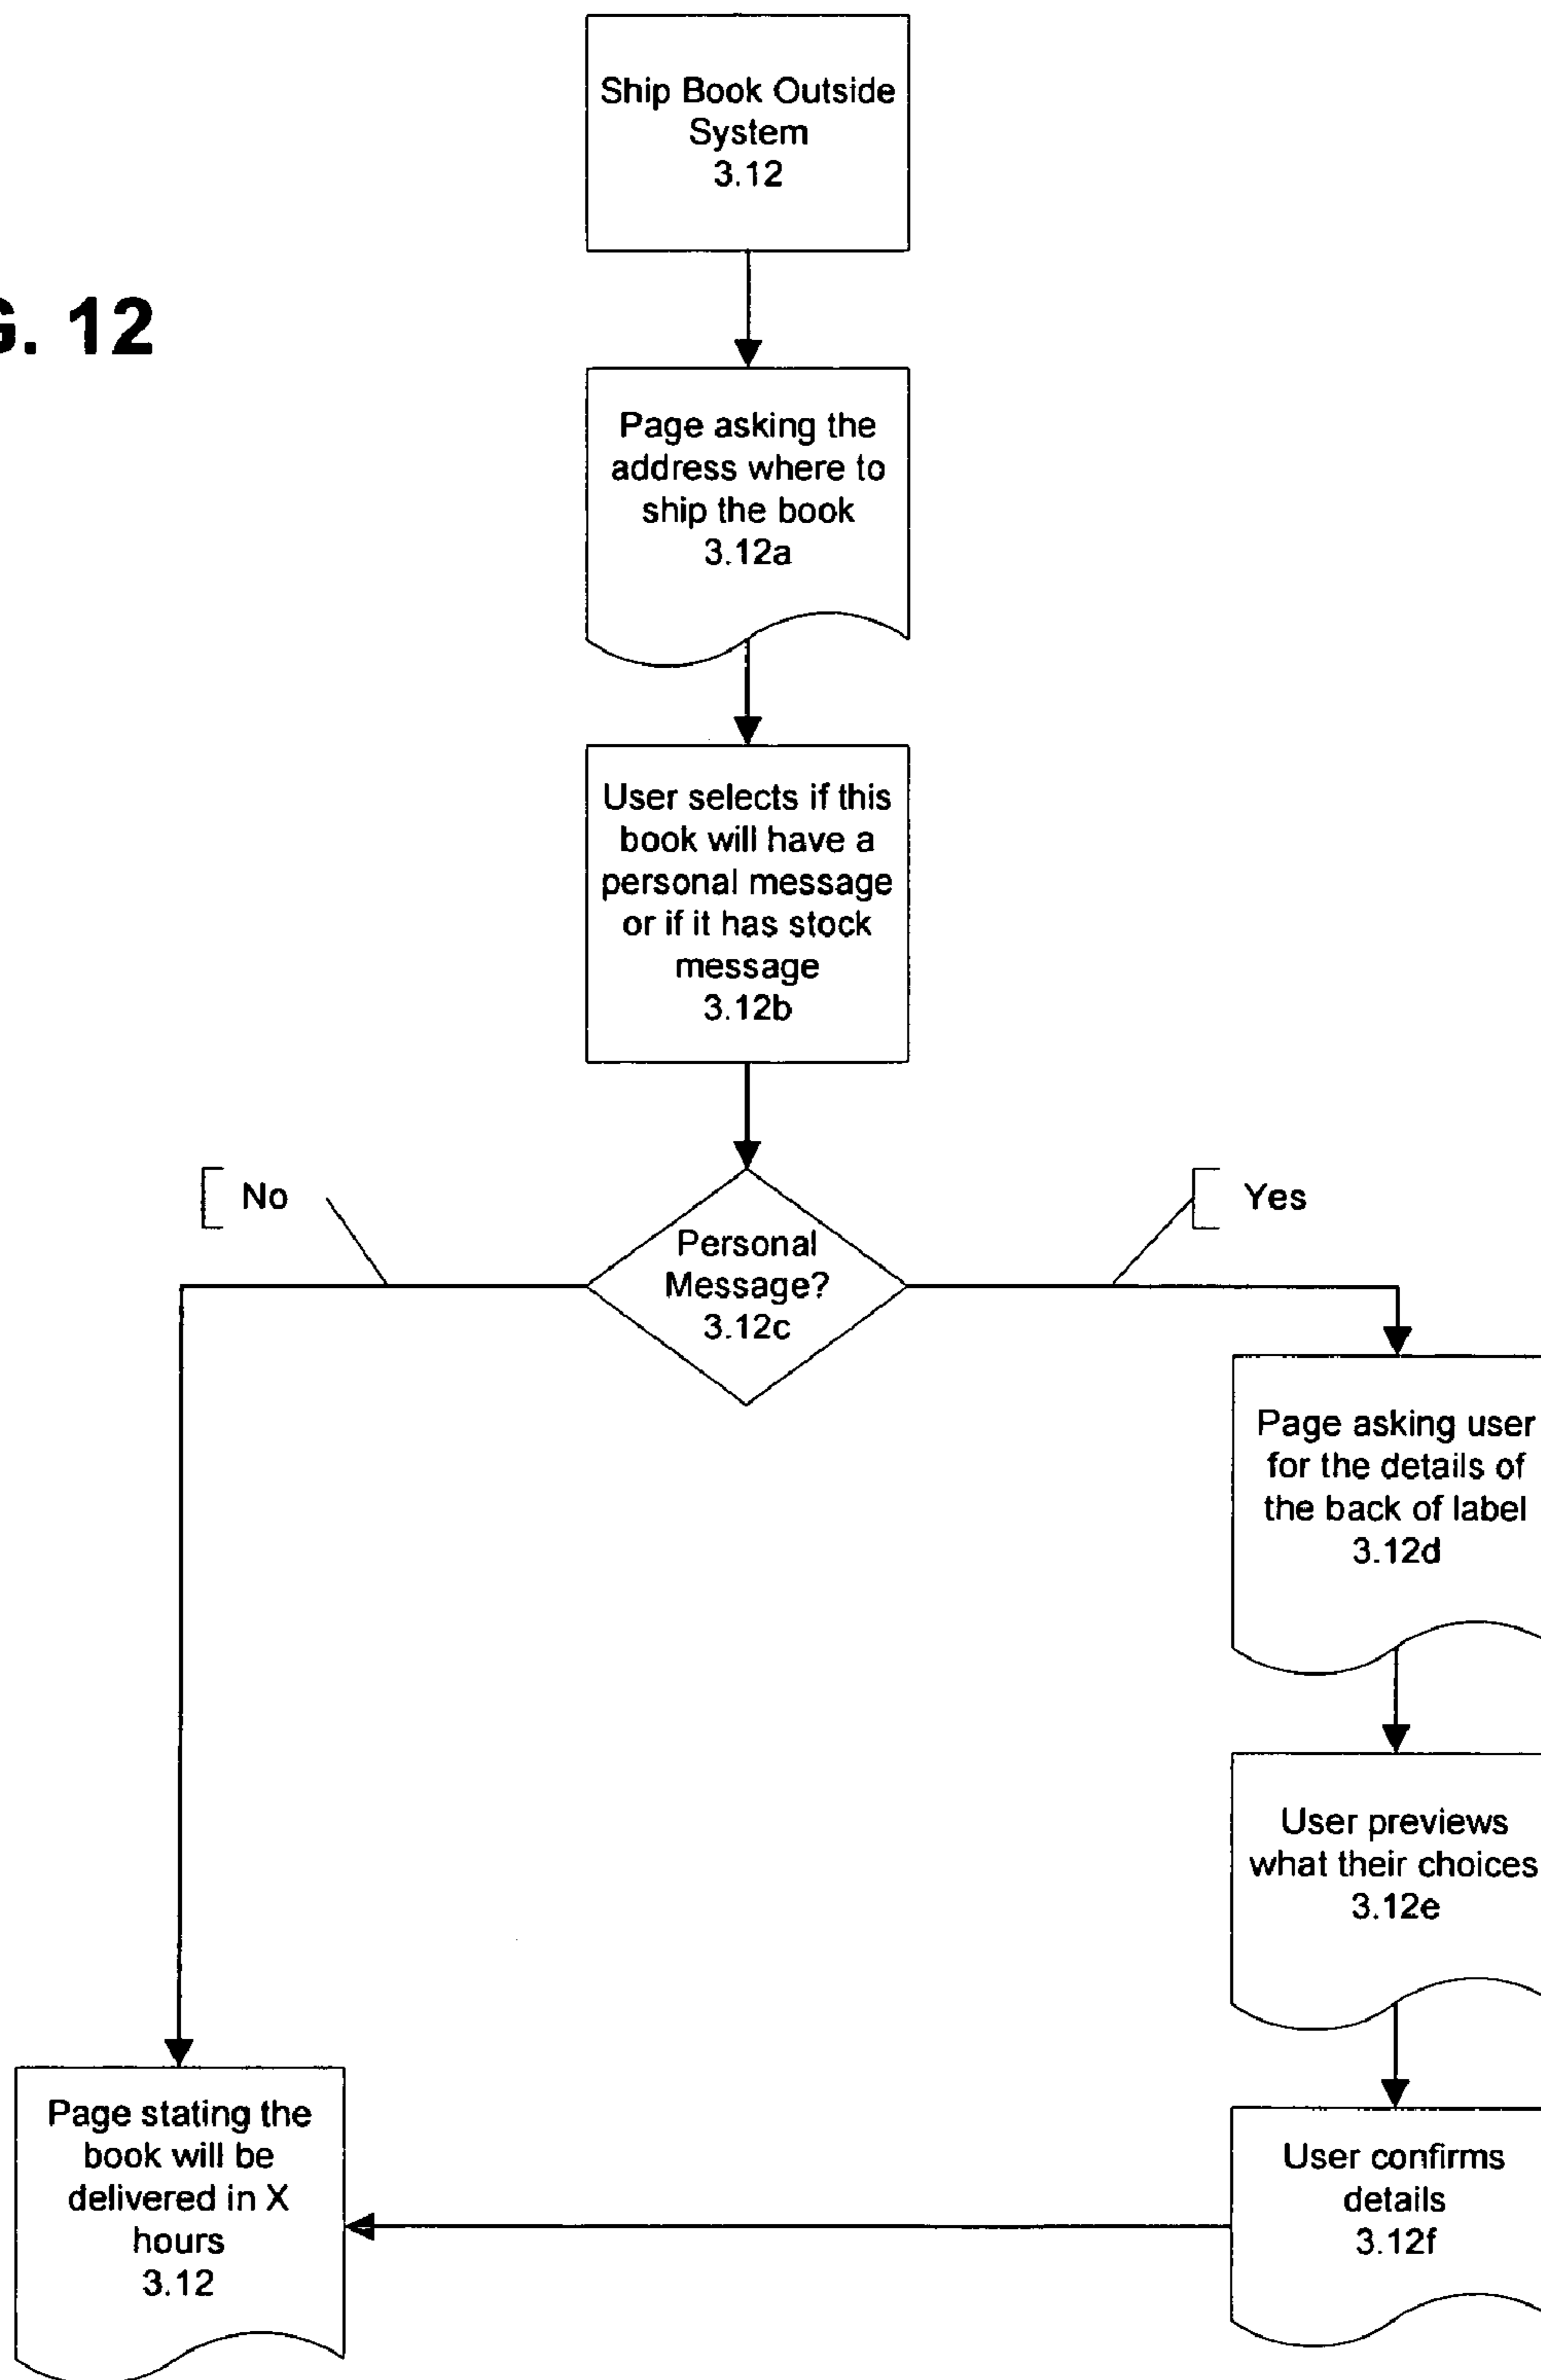 Ship Book Outside
System
3.12
G. 12
Page asking the
address where to
ship the book
3.12a
User selects if this
book will have a
personal message
or if it has stock
message
3.12b
No
Yes
Personal
Message?
3.12c
Page asking user
for the details of
the back of label
3.12d
User previews
what their choices
3.12e
Page stating the
book will be
delivered in X
hours
3.12
User confirms
details
3.12f